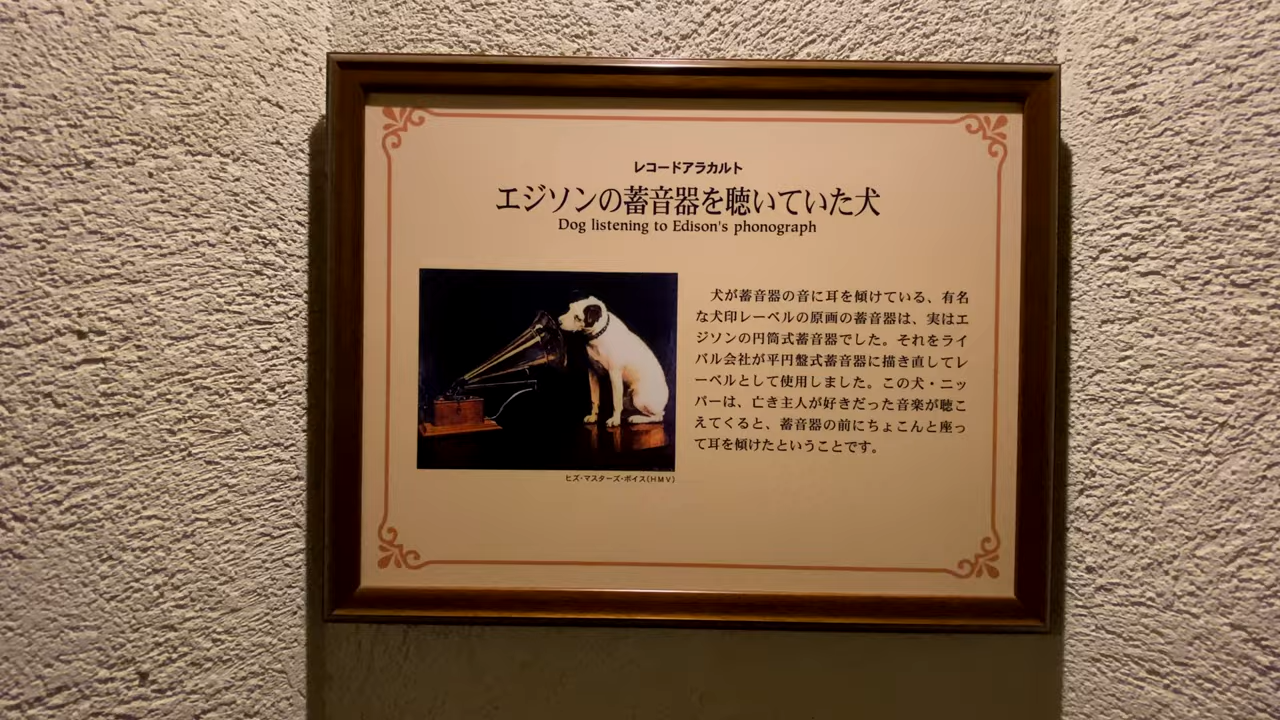 レコードアラカルト
エジソンの蓄音器を聴いていた犬
Dog listening to Edison's phonograph
犬が蓄音器の音に耳を傾けている、有名
な犬印レーベルの原画の蓄音器は、実はエ
ジソンの円筒式蓄音器でした。それをライ
バル会社が平円盤式蓄音器に描き直してレ
ーベルとして使用しました。この犬・ニッ
パーは、亡き主人が好きだった音楽が聴こ
えてくると、蓄音器の前にちょこんと座っ
て耳を傾けたということです。
ヒズ・マスターズ・ボイス(HMV)